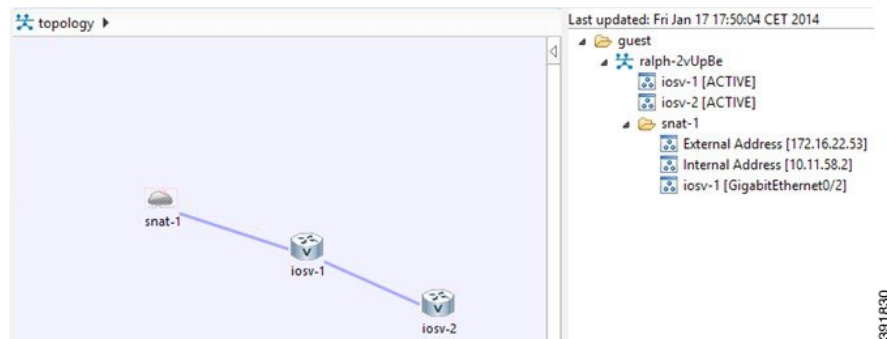 topology
snat-1
iosv-1
iosv-2
Last updated: Fri Jan 17 17:50:04 CET 2014
guest
ralph-2vUpBe
iosv-1 [ACTIVE]
iosv-2 [ACTIVE]
snat-1
External Address [172.16.22.53]
Internal Address [10.11.58.2]
iosv-1 [GigabitEthernet0/2]
391830